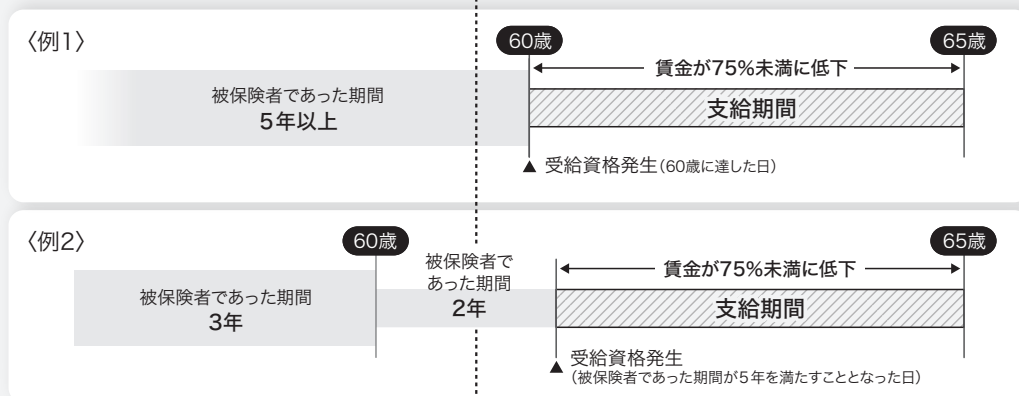 〈例1〉
60歳
65歳
賃金が75%未満に低下
被保険者であった期間
5年以上
支給期間
▲ 受給資格発生(60歳に達した日)
〈例2〉
60歳
65歳
被保険者で
あった期間
2年
賃金が75%未満に低下
被保険者であった期間
3年
支給期間
▲ 受給資格発生
(被保険者であった期間が5年を満たすこととなった日)